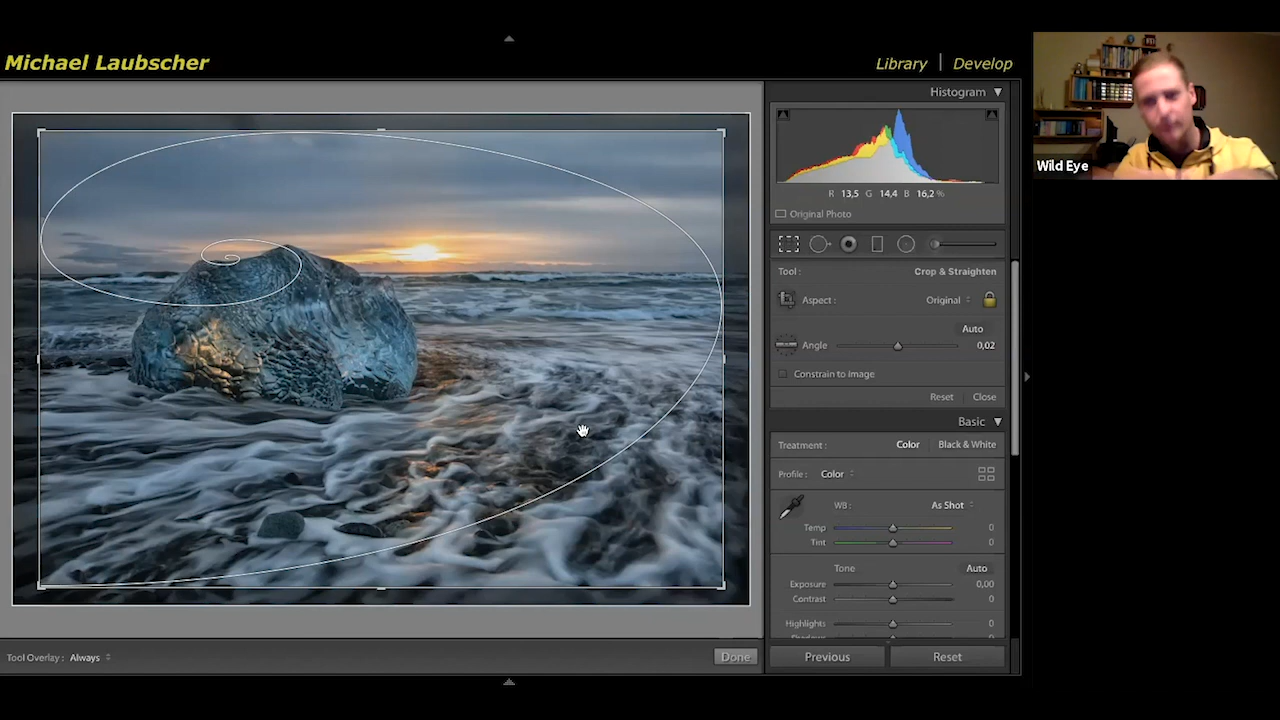 Michael Laubscher
Library | Develop
Histogram
Wild Eye
R 13,5 G 14,4 B 16,2 %
Original Photo
Tool : Crop & Straighten
Aspect : Original
Auto
Angle 0,02
Constrain to image
Reset Close
Basic
Treatment : Color Black & White
Profile : Color
WB : As Shot
Temp 0
Tint 0
Tone Auto
Exposure 0,00
Contrast 0
Highlights 0
Tool Overlay : Always Done Previous Reset